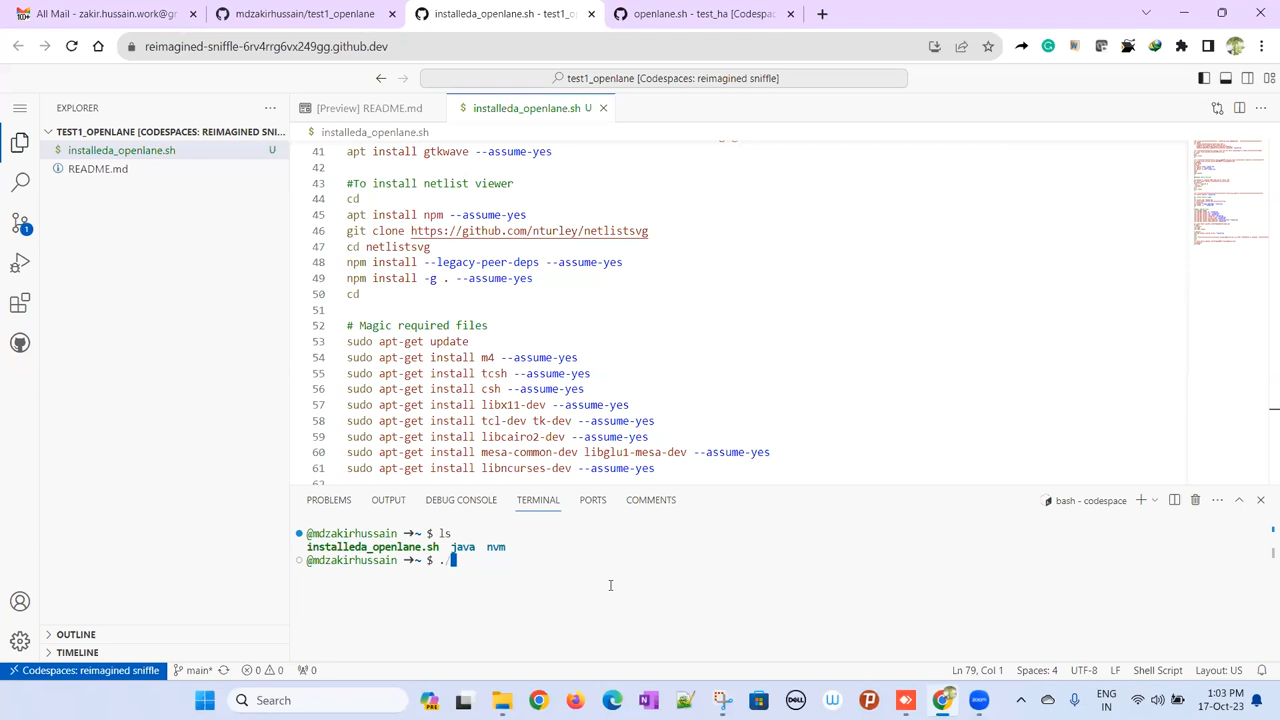 All - zakir.hussain.work@gr
mdzakirhussain/test1_openlane
installeda_openlane.sh - test1_op
openlane.sh - test_ha [Codespac
reimagined-sniffle-6rv4rrg6vx249gg.github.dev
test1_openlane [Codespaces: reimagined sniffle]
EXPLORER
[Preview] README.md
installeda_openlane.sh U
TEST1_OPENLANE [CODESPACES: REIMAGINED SNI...
installeda_openlane.sh
installeda_openlane.sh U
README.md
41 apt install gtkwave --assume-yes
42
43 #To install netlist viewer
44 cd
45 apt install npm --assume-yes
46 git clone https://github.com/nturley/netlistsvg
47 cd netlistsvg
48 npm install --legacy-peer-deps --assume-yes
49 npm install -g . --assume-yes
50 cd
51
52 # Magic required files
53 sudo apt-get update
54 sudo apt-get install m4 --assume-yes
55 sudo apt-get install tcsh --assume-yes
56 sudo apt-get install csh --assume-yes
57 sudo apt-get install libx11-dev --assume-yes
58 sudo apt-get install tcl-dev tk-dev --assume-yes
59 sudo apt-get install libcairo2-dev --assume-yes
60 sudo apt-get install mesa-common-dev libglu1-mesa-dev --assume-yes
61 sudo apt-get install libncurses-dev --assume-yes
PROBLEMS OUTPUT DEBUG CONSOLE TERMINAL PORTS COMMENTS
bash - codespace
@mdzakirhussain ➜~ $ ls
installeda_openlane.sh java nvm
@mdzakirhussain ➜~ $ ./
OUTLINE
TIMELINE
Codespaces: reimagined sniffle main* 0 0 0
Ln 79, Col 1 Spaces: 4 UTF-8 LF Shell Script Layout: US
Search
ENG
IN
1:03 PM
17-Oct-23